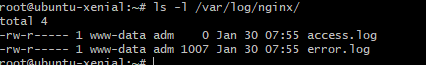 root@ubuntu-xenial:~# ls -l /var/log/nginx/
total 4
-rw-r----- 1 www-data adm    0 Jan 30 07:55 access.log
-rw-r----- 1 www-data adm 1007 Jan 30 07:55 error.log
root@ubuntu-xenial:~#